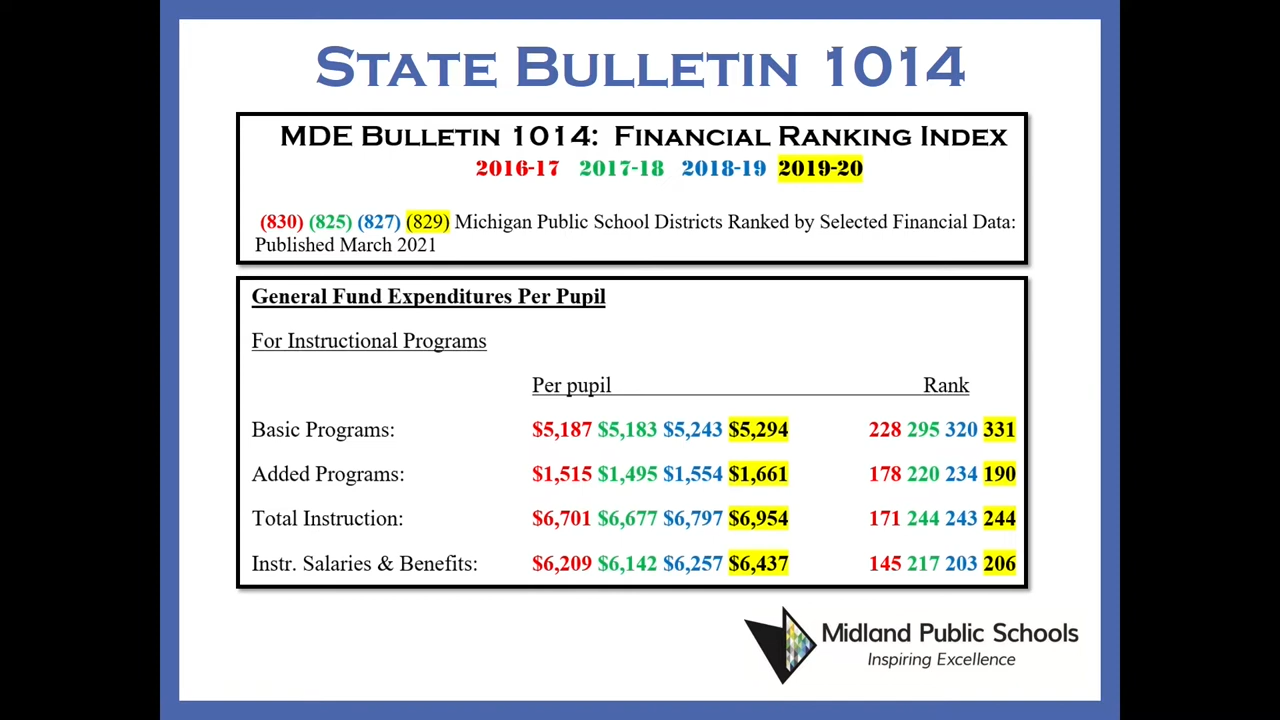 STATE BULLETIN 1014
MDE BULLETIN 1014: FINANCIAL RANKING INDEX
2016-17 2017-18 2018-19 2019-20
(830) (825) (827) (829) Michigan Public School Districts Ranked by Selected Financial Data:
Published March 2021
General Fund Expenditures Per Pupil
For Instructional Programs
Per pupil Rank
Basic Programs: $5,187 $5,183 $5,243 $5,294 228 295 320 331
Added Programs: $1,515 $1,495 $1,554 $1,661 178 220 234 190
Total Instruction: $6,701 $6,677 $6,797 $6,954 171 244 243 244
Instr. Salaries & Benefits: $6,209 $6,142 $6,257 $6,437 145 217 203 206
Midland Public Schools
Inspiring Excellence